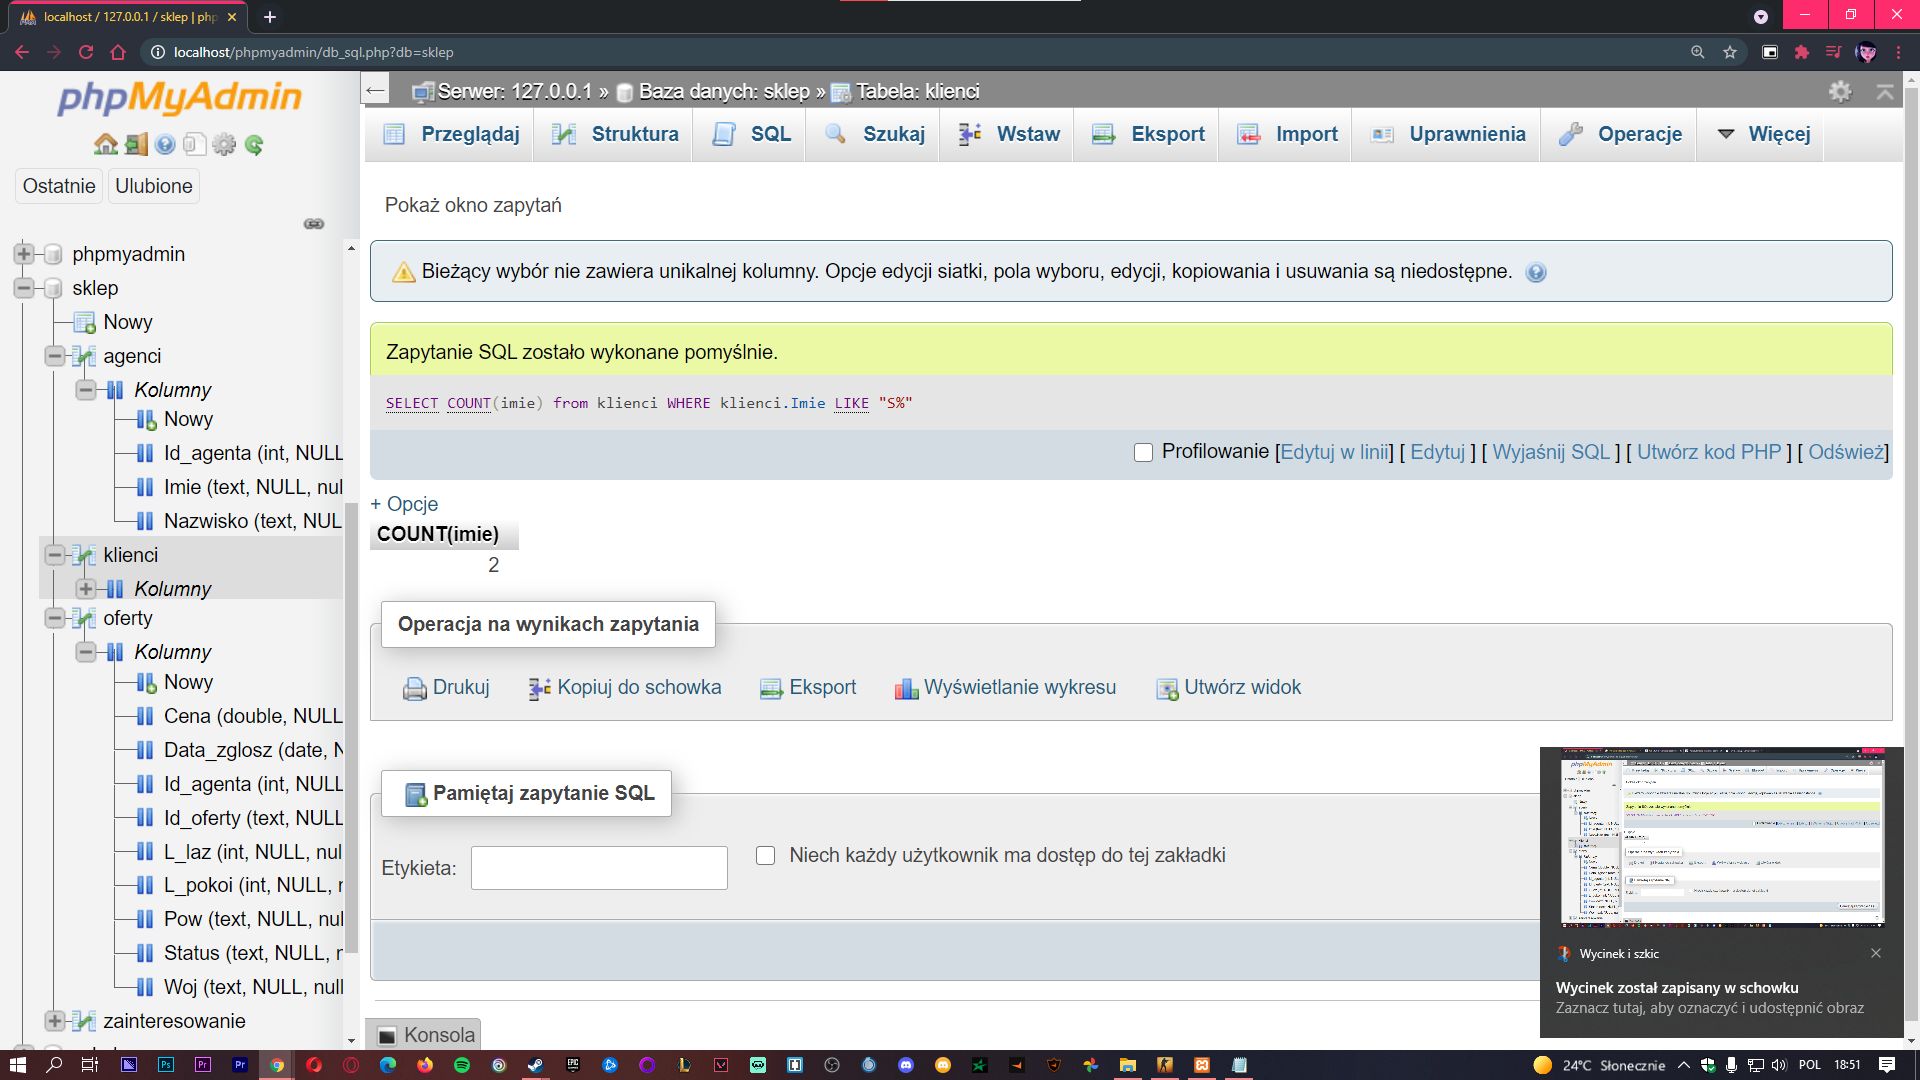 localhost / 127.0.0.1 / sklep | php
localhost/phpmyadmin/db_sql.php?db=sklep
phpMyAdmin
Ostatnie
Ulubione
phpmyadmin
sklep
Nowy
agenci
Kolumny
Nowy
Id_agenta (int, NULL
Imie (text, NULL, nul
Nazwisko (text, NUL
klienci
Kolumny
oferty
Kolumny
Nowy
Cena (double, NULL
Data_zglosz (date, N
Id_agenta (int, NULL
Id_oferty (text, NULL
L_laz (int, NULL, nul
L_pokoi (int, NULL, r
Pow (text, NULL, nul
Status (text, NULL, r
Woj (text, NULL, null
zainteresowanie
Serwer: 127.0.0.1 » Baza danych: sklep » Tabela: klienci
Przeglądaj Struktura SQL Szukaj Wstaw Eksport Import Uprawnienia Operacje Więcej
Pokaż okno zapytań
Bieżący wybór nie zawiera unikalnej kolumny. Opcje edycji siatki, pola wyboru, edycji, kopiowania i usuwania są niedostępne.
Zapytanie SQL zostało wykonane pomyślnie.
SELECT COUNT(imie) from klienci WHERE klienci.Imie LIKE "S%"
Profilowanie [Edytuj w linii] [ Edytuj ] [ Wyjaśnij SQL ] [ Utwórz kod PHP ] [ Odśwież]
+ Opcje
COUNT(imie)
2
Operacja na wynikach zapytania
Drukuj Kopiuj do schowka Eksport Wyświetlanie wykresu Utwórz widok
Pamiętaj zapytanie SQL
Etykieta:
Niech każdy użytkownik ma dostęp do tej zakładki
Konsola
Wycinek i szkic
Wycinek został zapisany w schowku
Zaznacz tutaj, aby oznaczyć i udostępnić obraz
24°C Słonecznie
POL
18:51